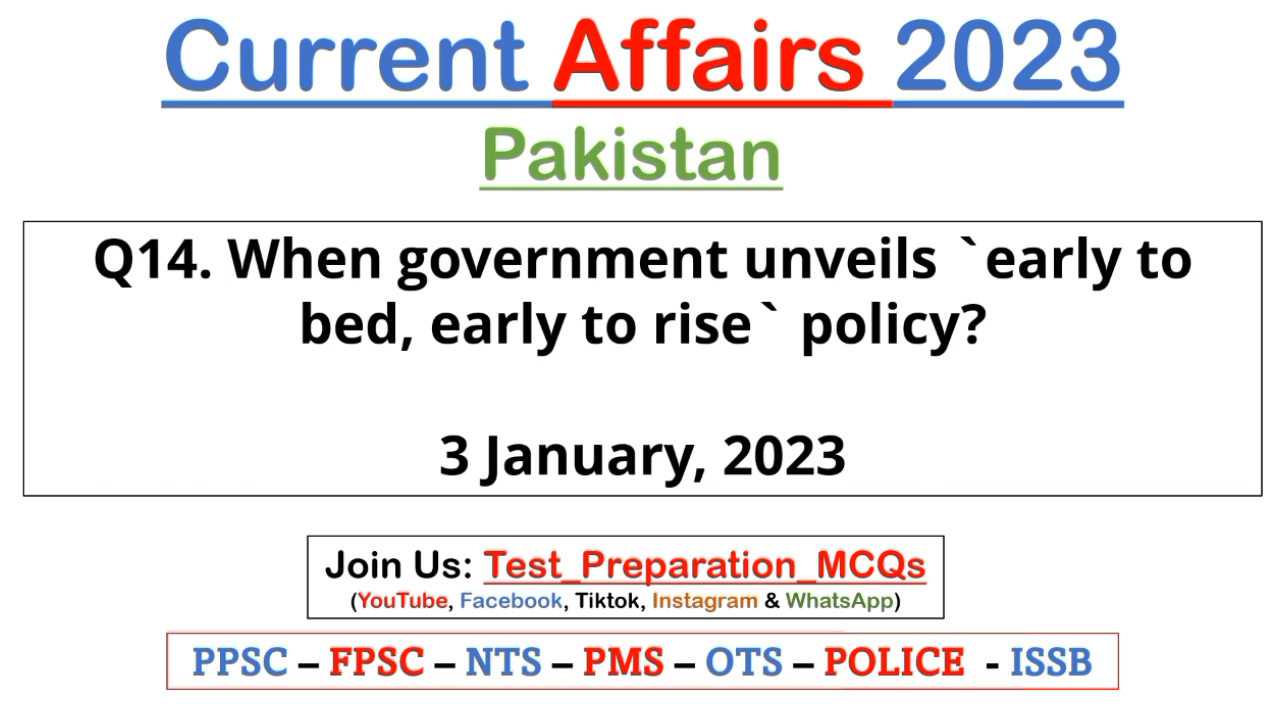 Current Affairs 2023
Pakistan
Q14. When government unveils `early to
bed, early to rise` policy?
3 January, 2023
Join Us: Test_Preparation_MCQs
(YouTube, Facebook, Tiktok, Instagram & WhatsApp)
PPSC – FPSC – NTS – PMS – OTS – POLICE - ISSB